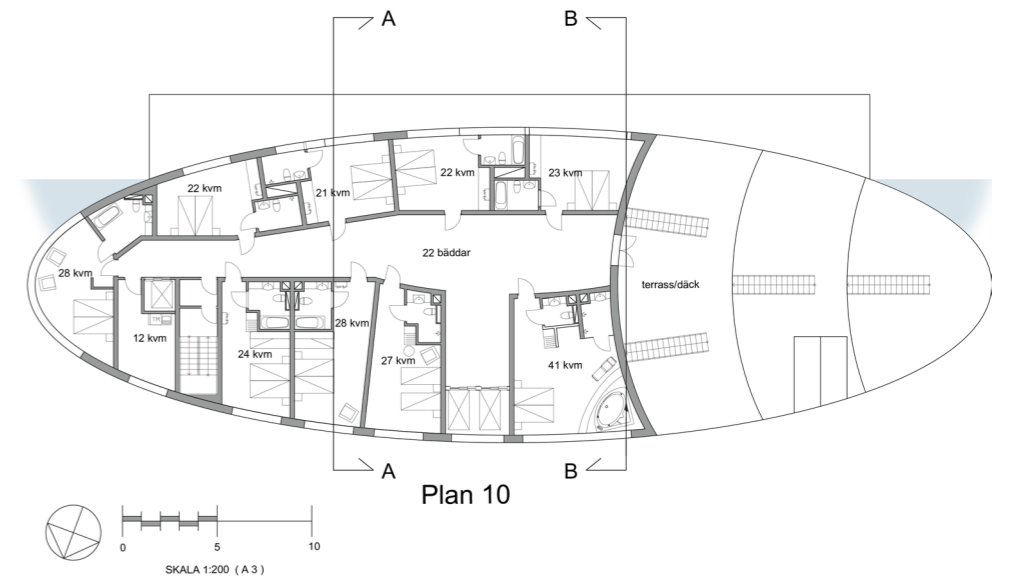 A
B
22 kvm
21 kvm
22 kvm
23 kvm
22 bäddar
28 kvm
terrass/däck
12 kvm
24 kvm
28 kvm
27 kvm
41 kvm
A
B
Plan 10
0
5
10
SKALA 1:200 ( A 3 )